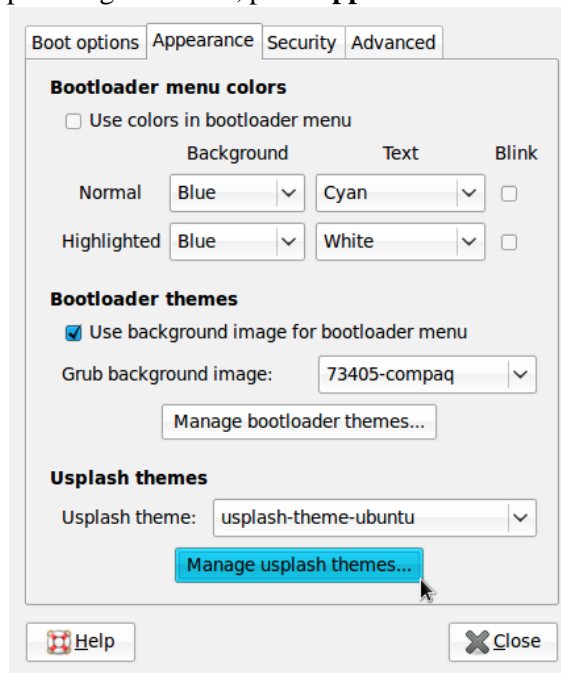 Boot options Appearance Security Advanced
Bootloader menu colors
Use colors in bootloader menu
Background Text Blink
Normal Blue Cyan
Highlighted Blue White
Bootloader themes
Use background image for bootloader menu
Grub background image: 73405-compaq
Manage bootloader themes...
Usplash themes
Usplash theme: usplash-theme-ubuntu
Manage usplash themes...
Help Close